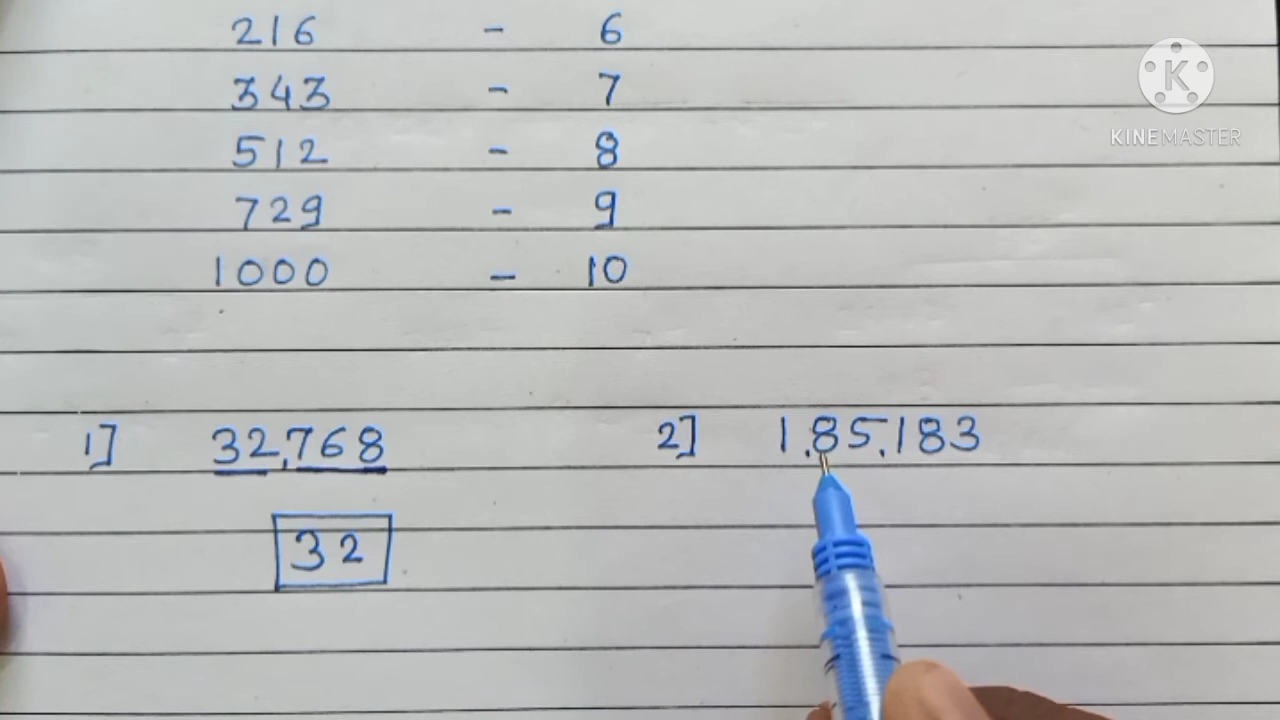 216 - 6
343 - 7
512 - 8
729 - 9
1000 - 10
K
KINEMASTER
1] 32,768
2] 1,85,183
32